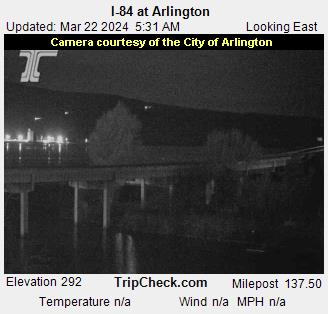 I-84 at Arlington
Updated: Mar 22 2024 5:31 AM Looking East
Camera courtesy of the City of Arlington
Elevation 292 TripCheck.com Milepost 137.50
Temperature n/a Wind n/a MPH n/a